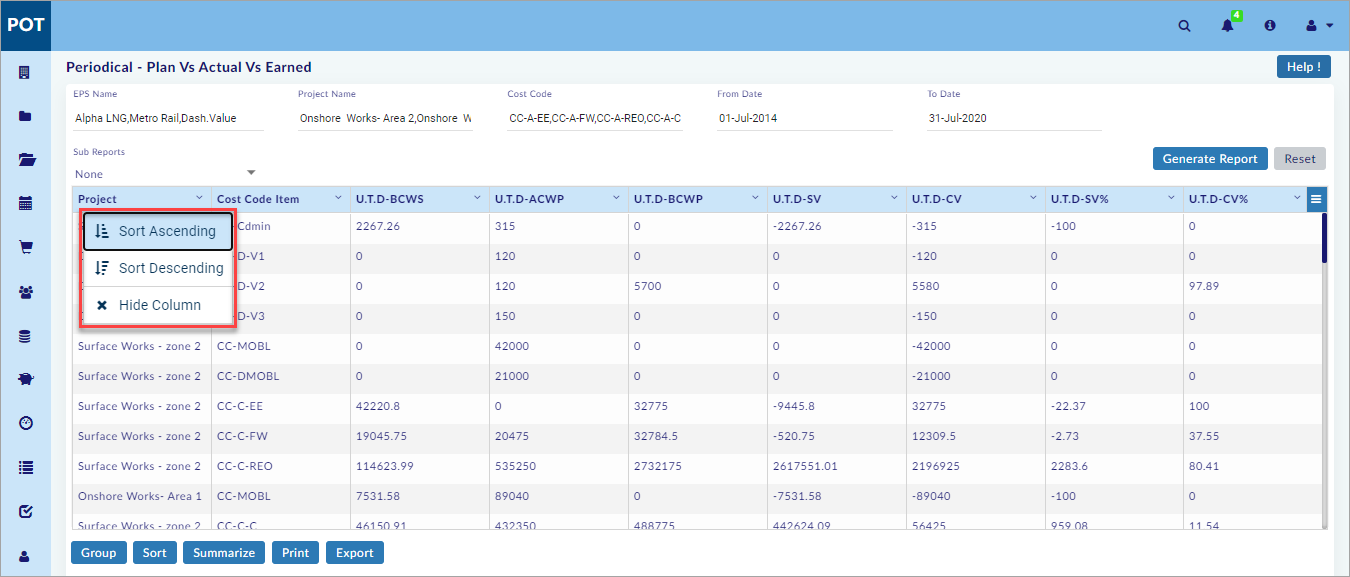 POT
4
Periodical - Plan Vs Actual Vs Earned
Help !
EPS Name Project Name Cost Code From Date To Date
Alpha LNG,Metro Rail,Dash.Value Onshore Works- Area 2,Onshore W CC-A-EE,CC-A-FW,CC-A-REO,CC-A-C 01-Jul-2014 31-Jul-2020
Sub Reports
None
Generate Report Reset
Project Cost Code Item U.T.D-BCWS U.T.D-ACWP U.T.D-BCWP U.T.D-SV U.T.D-CV U.T.D-SV% U.T.D-CV%
Cdmin 2267.26 315 0 -2267.26 -315 -100 0
Sort Ascending
D-V1 0 120 0 0 -120 0 0
Sort Descending
D-V2 0 120 5700 0 5580 0 97.89
Hide Column
D-V3 0 150 0 0 -150 0 0
Surface Works - zone 2 CC-MOBL 0 42000 0 0 -42000 0 0
Surface Works - zone 2 CC-DMOBL 0 21000 0 0 -21000 0 0
Surface Works - zone 2 CC-C-EE 42220.8 0 32775 -9445.8 32775 -22.37 100
Surface Works - zone 2 CC-C-FW 19045.75 20475 32784.5 -520.75 12309.5 -2.73 37.55
Surface Works - zone 2 CC-C-REO 114623.99 535250 2732175 2617551.01 2196925 2283.6 80.41
Onshore Works- Area 1 CC-MOBL 7531.58 89040 0 -7531.58 -89040 -100 0
Surface Works - zone 2 CC-C-C 46150.91 432350 488775 442624.09 56425 959.08 11.54
Group Sort Summarize Print Export